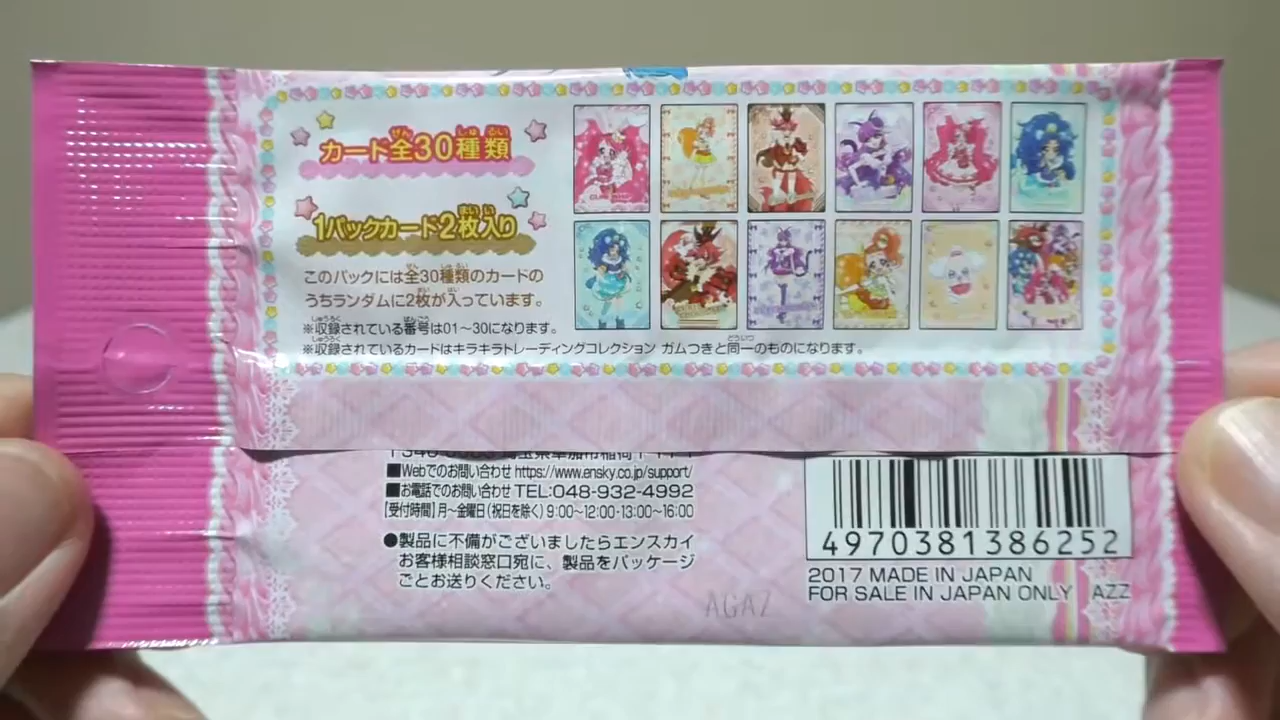 カード全30種類
1パックカード2枚入り
このパックには全30種類のカードの
うちランダムに2枚が入っています。
※収録されている番号は01〜30になります。
※収録されているカードはキラキラトレーディングコレクション ガムつきと同一のものになります。
■Webでのお問い合わせ https://www.ensky.co.jp/support/
■お電話でのお問い合わせ TEL:048-932-4992
[受付時間] 月〜金曜日(祝日を除く) 9:00〜12:00・13:00〜16:00
●製品に不備がございましたらエンスカイ
お客様相談窓口宛に、製品をパッケージ
ごとお送りください。
4970381386252
2017 MADE IN JAPAN
FOR SALE IN JAPAN ONLY AZZ
AGAZ